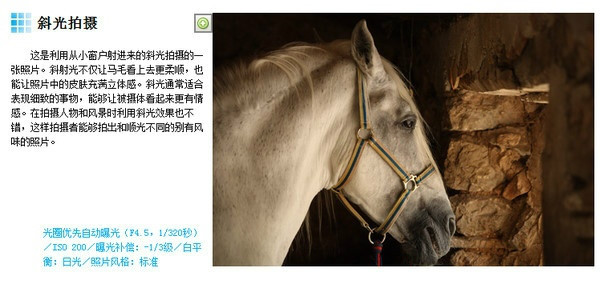 斜光拍摄
这是利用从小窗户射进来的斜光拍摄的一
张照片。斜射光不仅让马毛看上去更柔顺，也
能让照片中的皮肤充满立体感。斜光通常适合
表现细致的事物，能够让被摄体看起来更有情
感。在拍摄人物和风景时利用斜光效果也不
错，这样拍摄者能够拍出和顺光不同的别有风
味的照片。
光圈优先自动曝光（F4.5，1/320秒）
／ISO 200／曝光补偿：-1/3级／白平
衡：日光／照片风格：标准